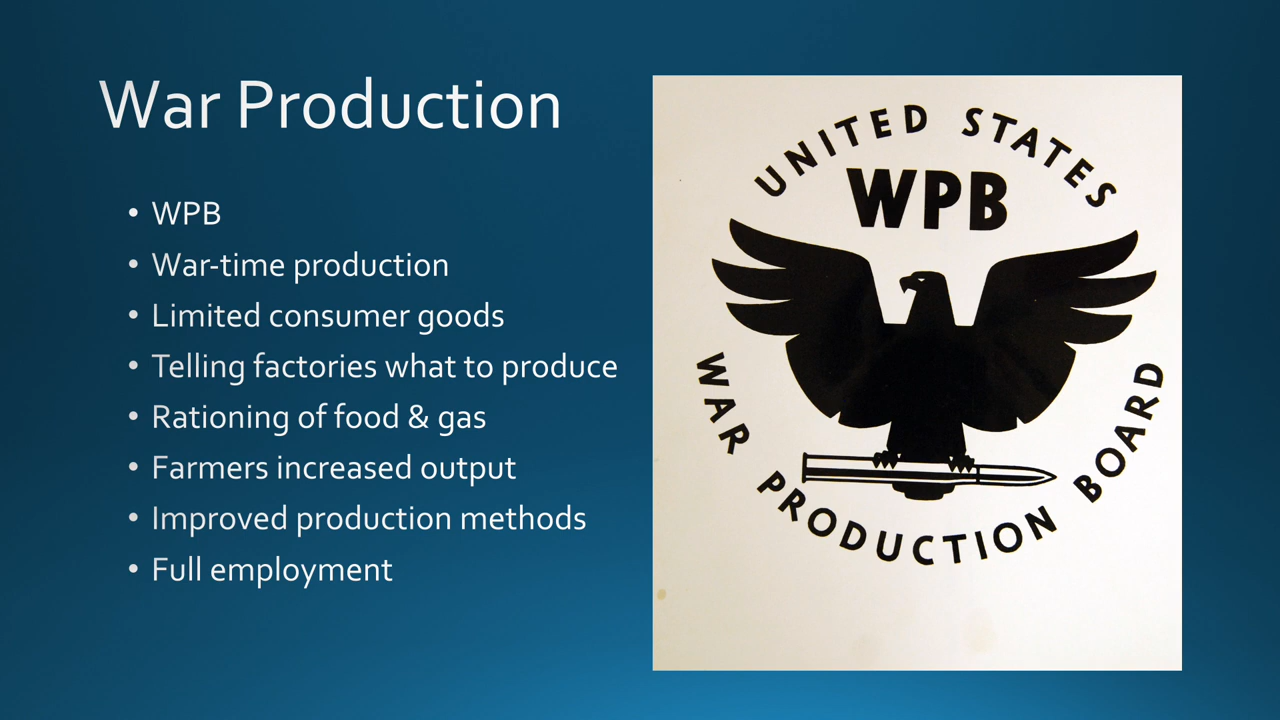 War Production
• WPB
• War-time production
• Limited consumer goods
• Telling factories what to produce
• Rationing of food & gas
• Farmers increased output
• Improved production methods
• Full employment
UNITED STATES
WPB
WAR PRODUCTION BOARD